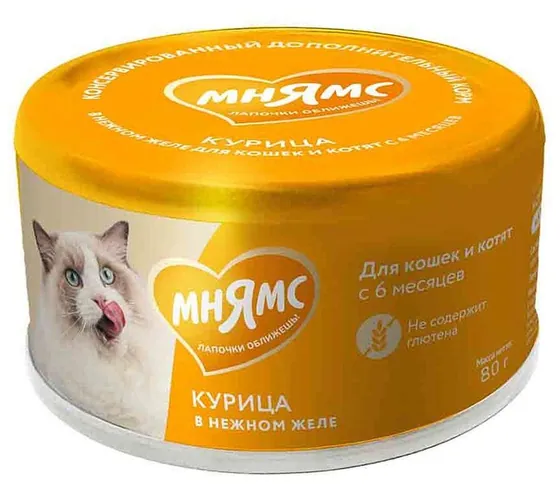 КОНСЕРВИРОВАННЫЙ ДОПОЛНИТЕЛЬНЫЙ КОРМ
МНЯМС
ЛАПОЧКИ ОБЛИЖЕШЬ!
КУРИЦА
В НЕЖНОМ ЖЕЛЕ ДЛЯ КОШЕК И КОТЯТ С 6 МЕСЯЦЕВ
МНЯМС
ЛАПОЧКИ ОБЛИЖЕШЬ!
КУРИЦА
В НЕЖНОМ ЖЕЛЕ
Для кошек и котят
с 6 месяцев
Не содержит
глютена
Масса нетто:
80 г